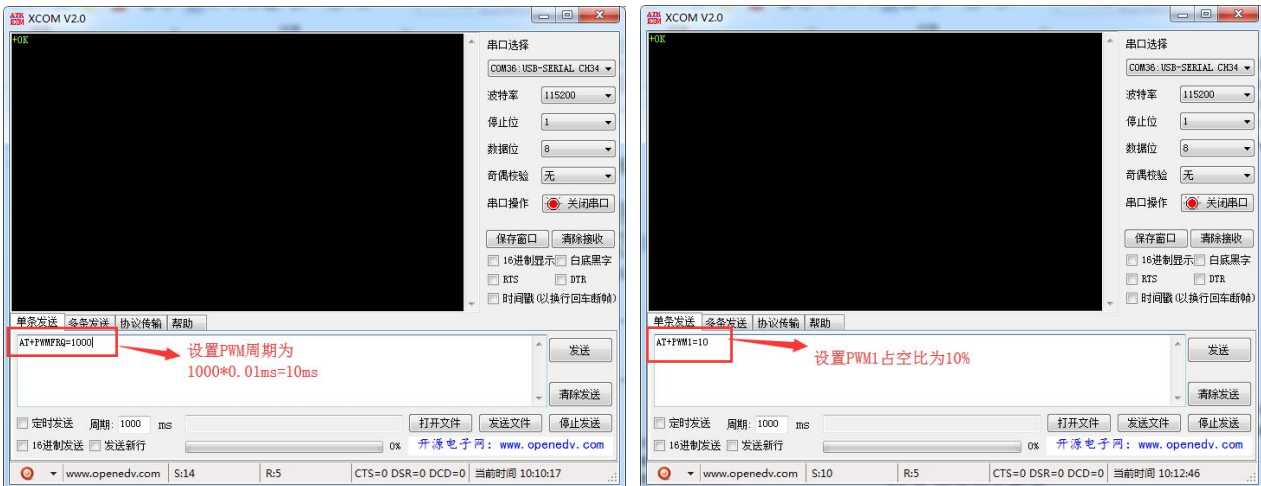 XCOM V2.0
+OK
串口选择
COM36:USB-SERIAL CH34
波特率 115200
停止位 1
数据位 8
奇偶校验 无
串口操作 关闭串口
保存窗口 清除接收
16进制显示 白底黑字
RTS DTR
时间戳(以换行回车断帧)
单条发送 多条发送 协议传输 帮助
AT+PWMFRQ=1000
设置PWM周期为
1000*0.01ms=10ms
发送
清除发送
定时发送 周期: 1000 ms 打开文件 发送文件 停止发送
16进制发送 发送新行 0% 开源电子网: www.openedv.com
www.openedv.com S:14 R:5 CTS=0 DSR=0 DCD=0 当前时间 10:10:17
XCOM V2.0
+OK
串口选择
COM36:USB-SERIAL CH34
波特率 115200
停止位 1
数据位 8
奇偶校验 无
串口操作 关闭串口
保存窗口 清除接收
16进制显示 白底黑字
RTS DTR
时间戳(以换行回车断帧)
单条发送 多条发送 协议传输 帮助
AT+PWM1=10
设置PWM1占空比为10%
发送
清除发送
定时发送 周期: 1000 ms 打开文件 发送文件 停止发送
16进制发送 发送新行 0% 开源电子网: www.openedv.com
www.openedv.com S:10 R:5 CTS=0 DSR=0 DCD=0 当前时间 10:12:46